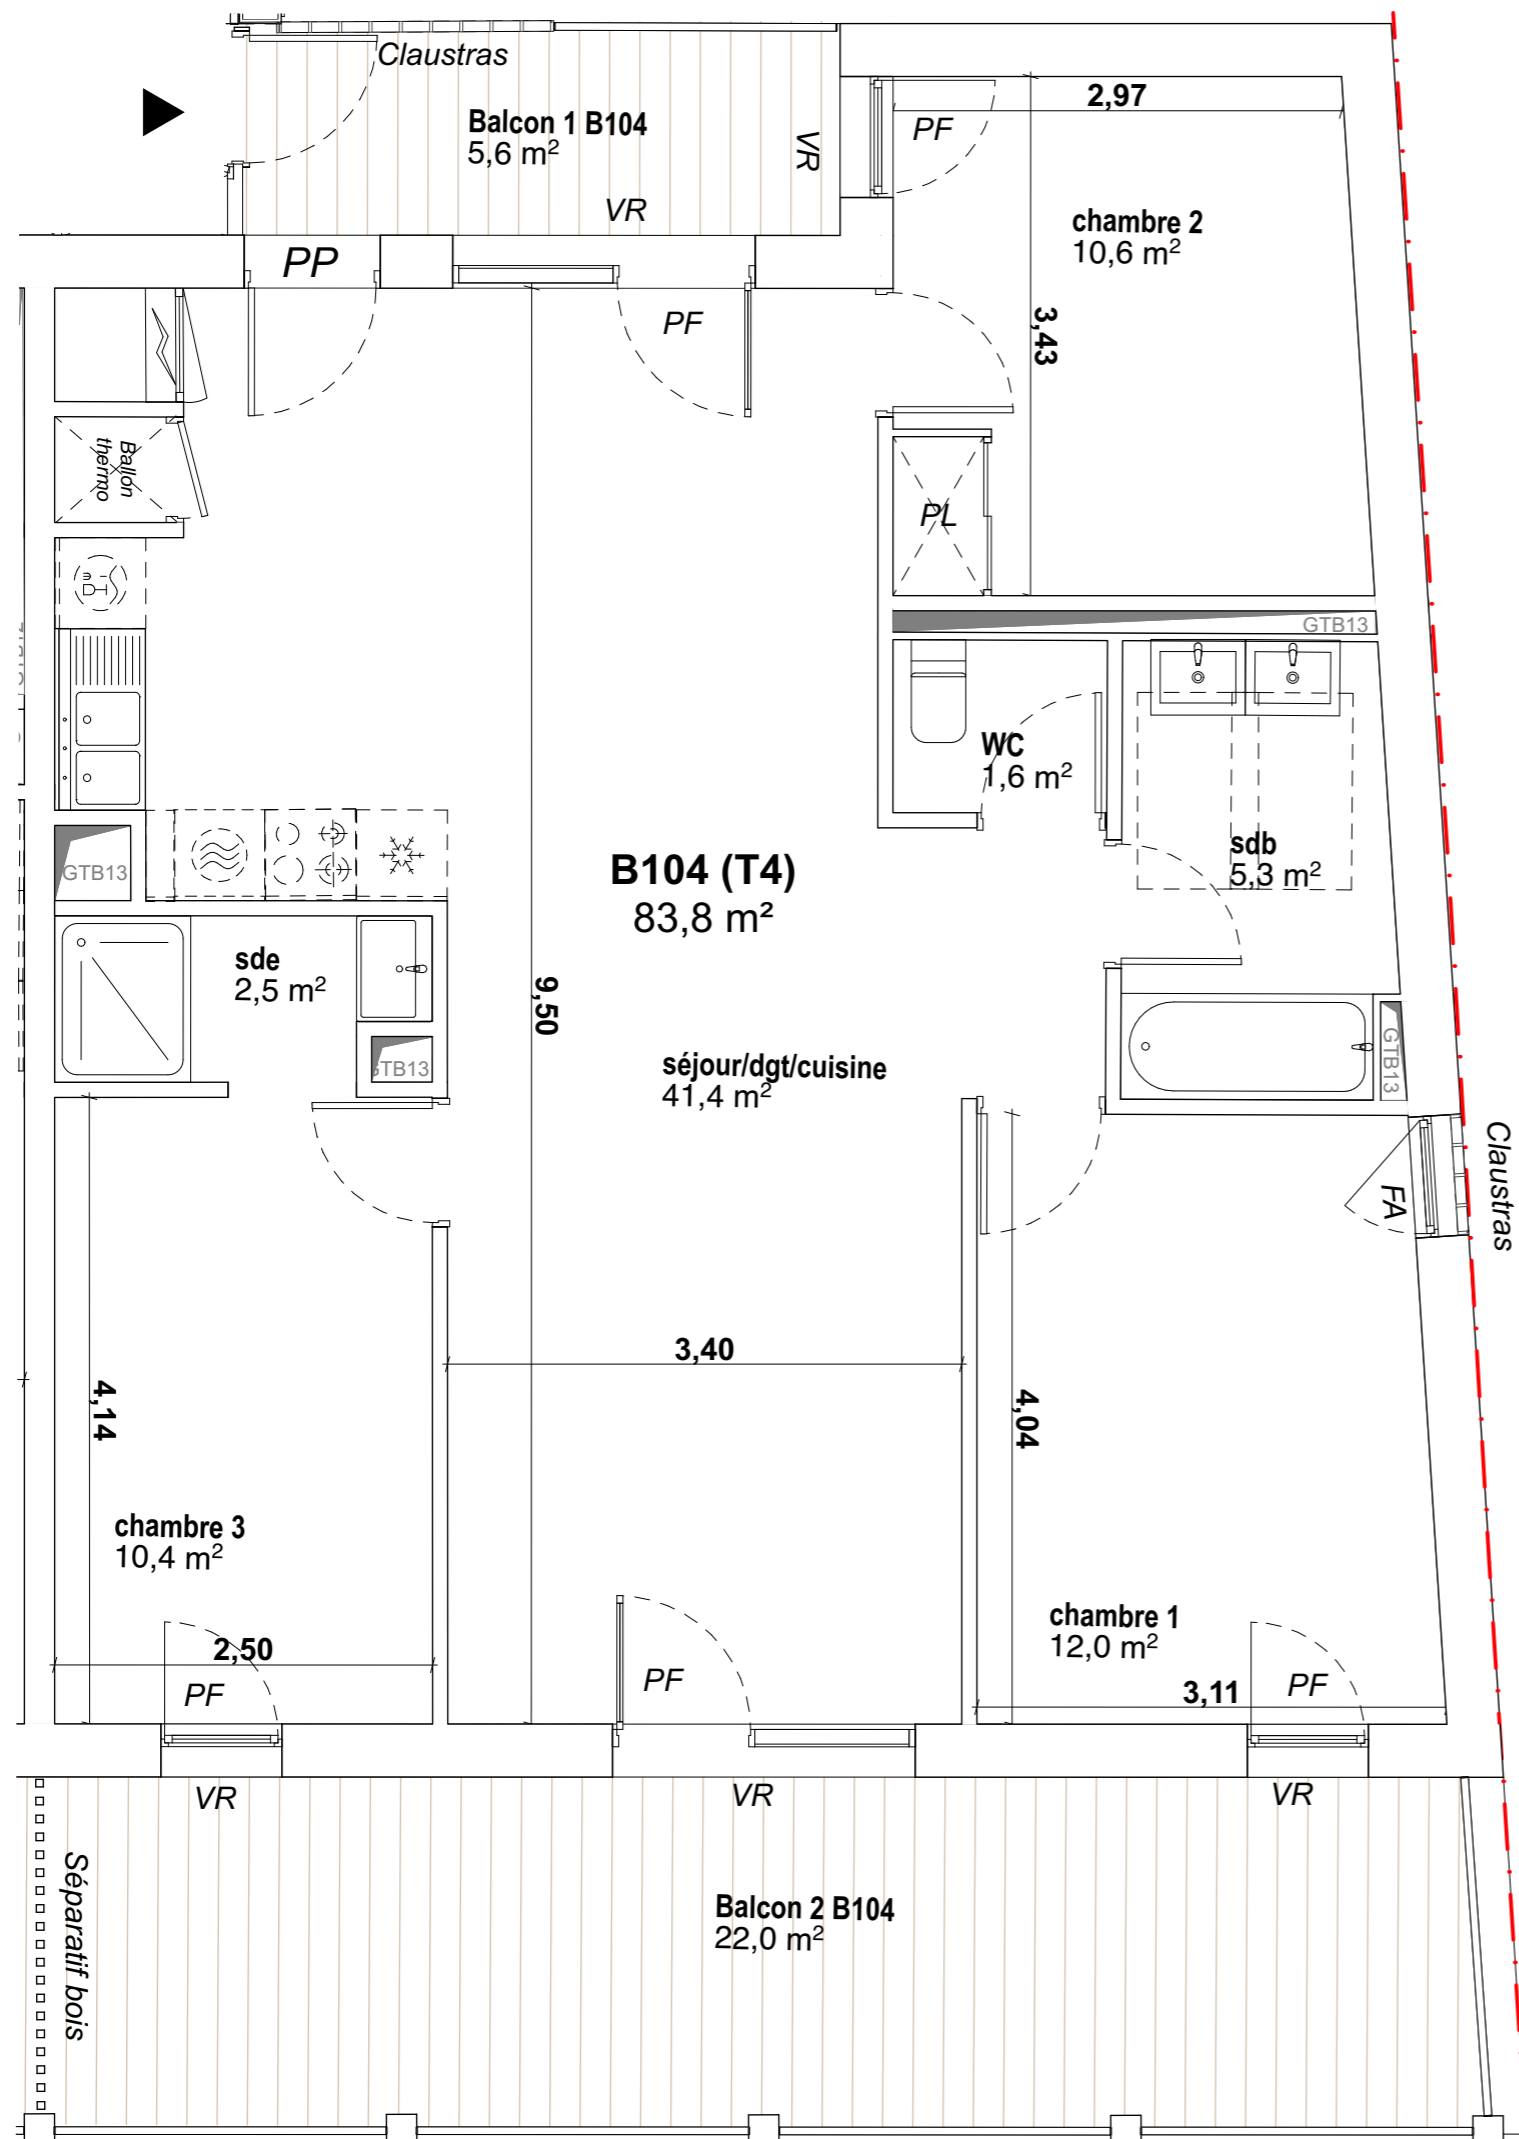 Claustras
Balcon 1 B104
5,6 m²
VR
VR
PF
2,97
chambre 2
10,6 m²
PP
PF
3,43
Ballon
thermo
PL
GTB13
WC
1,6 m²
sdb
5,3 m²
GTB13
B104 (T4)
83,8 m²
sde
2,5 m²
9,50
GTB13
séjour/dgt/cuisine
41,4 m²
TB13
Claustras
FA
3,40
4,14
4,04
chambre 3
10,4 m²
chambre 1
12,0 m²
2,50
PF
PF
3,11
PF
VR
VR
VR
Séparatif bois
Balcon 2 B104
22,0 m²